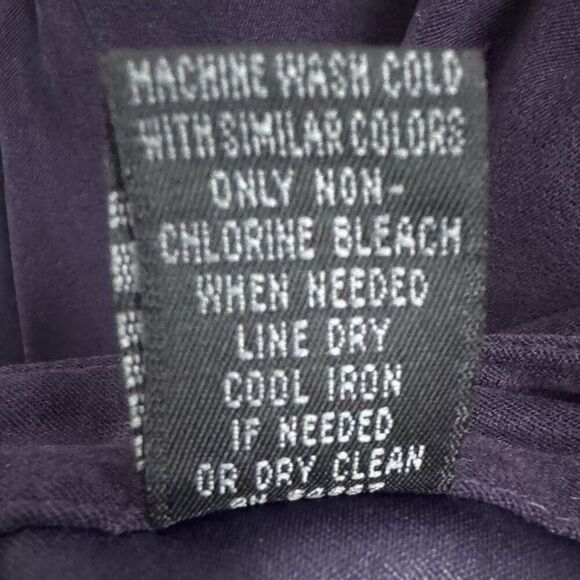 MACHINE WASH COLD
WITH SIMILAR COLORS
ONLY NON-
CHLORINE BLEACH
WHEN NEEDED
LINE DRY
COOL IRON
IF NEEDED
OR DRY CLEAN